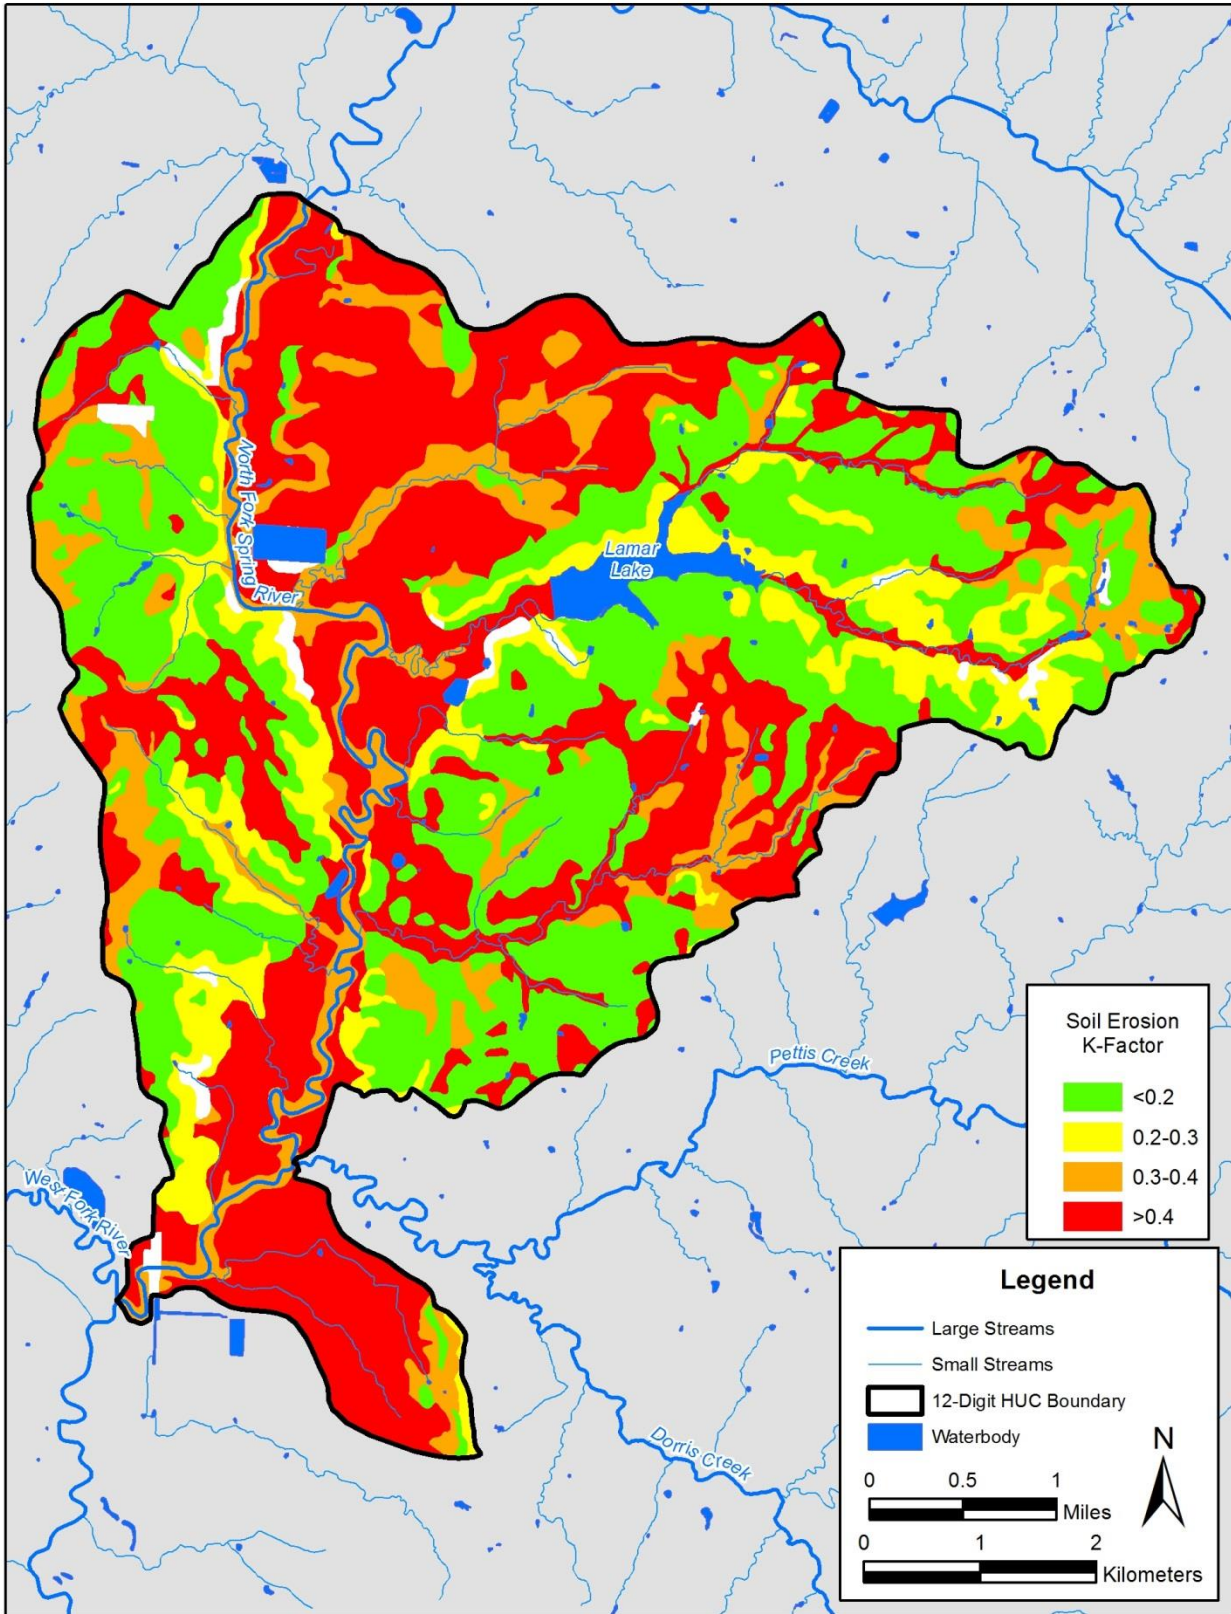 North Fork Spring
River
Lamar
Lake
Pettis Creek
West Fork River
Dorris Creek
Soil Erosion
K-Factor
<0.2
0.2-0.3
0.3-0.4
>0.4
Legend
Large Streams
Small Streams
12-Digit HUC Boundary
Waterbody
N
0 0.5 1
Miles
0 1 2
Kilometers